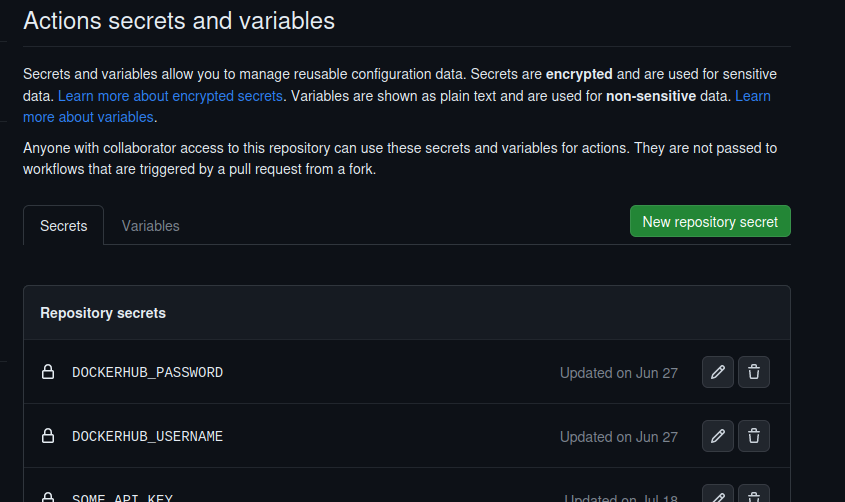 Actions secrets and variables
Secrets and variables allow you to manage reusable configuration data. Secrets are encrypted and are used for sensitive
data. Learn more about encrypted secrets. Variables are shown as plain text and are used for non-sensitive data. Learn
more about variables.
Anyone with collaborator access to this repository can use these secrets and variables for actions. They are not passed to
workflows that are triggered by a pull request from a fork.
Secrets Variables New repository secret
Repository secrets
DOCKERHUB_PASSWORD Updated on Jun 27
DOCKERHUB_USERNAME Updated on Jun 27
SOME_API_KEY Updated on Jul 18